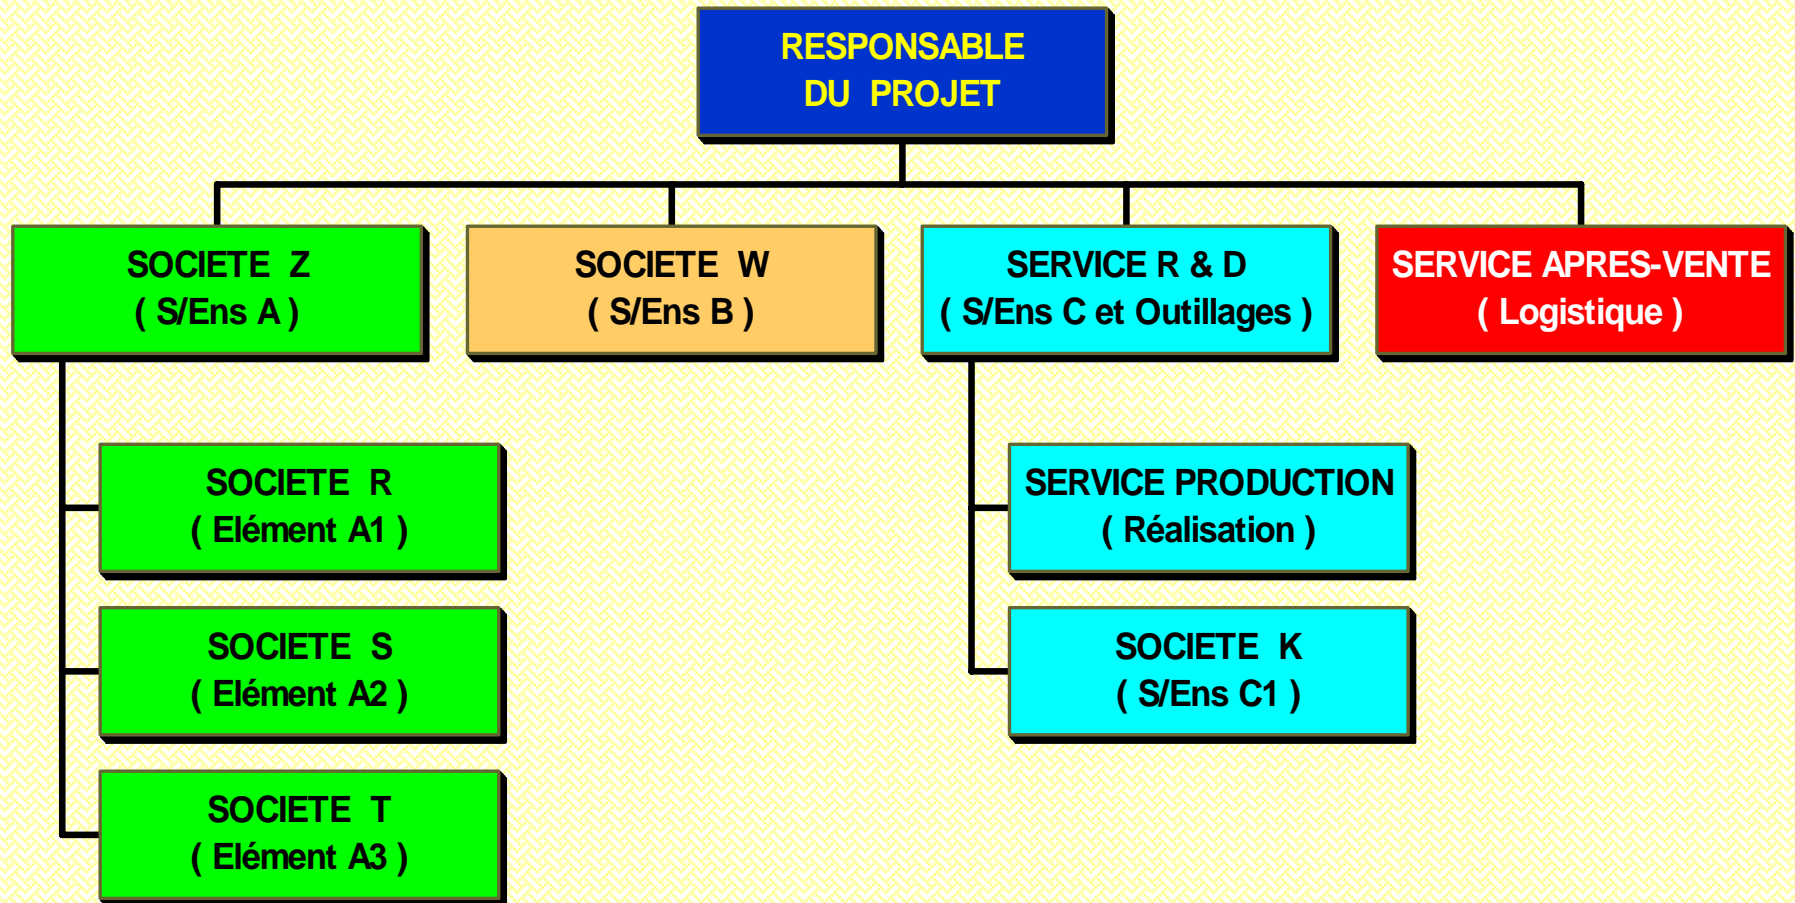 RESPONSABLE
DU PROJET
SOCIETE Z
( S/Ens A )
SOCIETE W
( S/Ens B )
SERVICE R & D
( S/Ens C et Outillages )
SERVICE APRES-VENTE
( Logistique )
SOCIETE R
( Elément A1 )
SOCIETE S
( Elément A2 )
SOCIETE T
( Elément A3 )
SERVICE PRODUCTION
( Réalisation )
SOCIETE K
( S/Ens C1 )